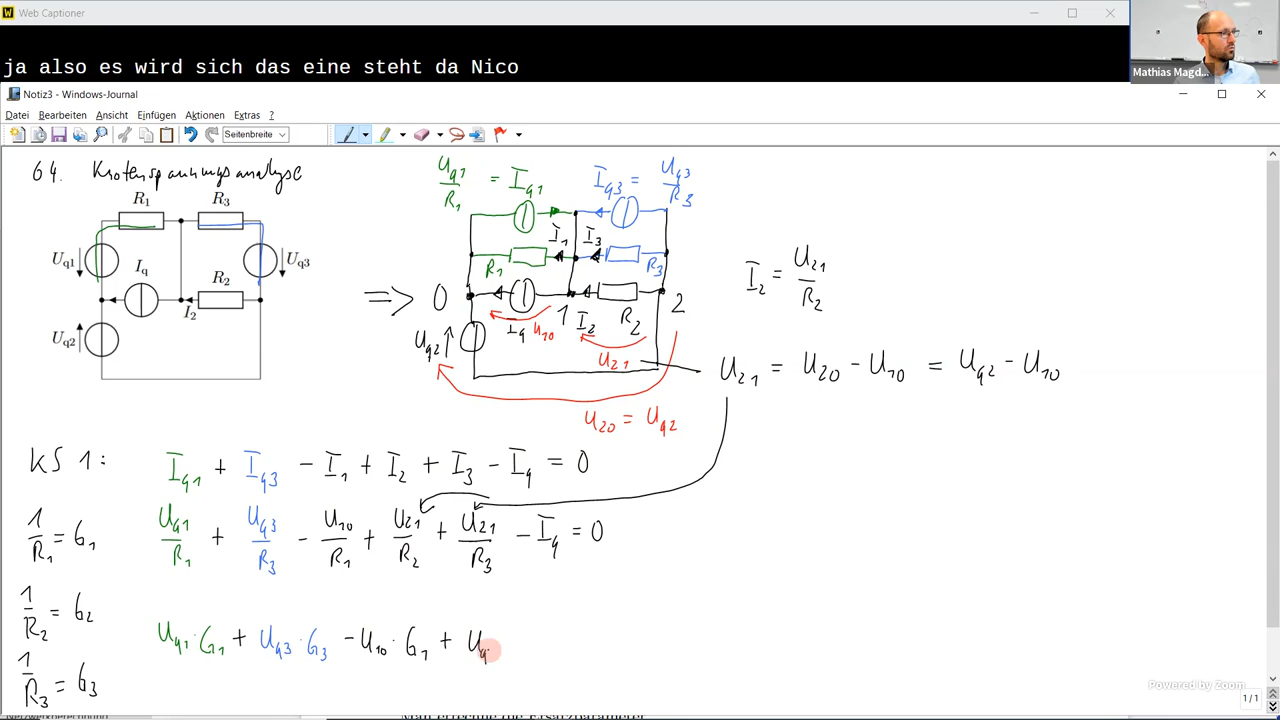 Web Captioner
ja also es wird sich das eine steht da Nico
Mathias Magd...
Notiz3 - Windows-Journal
Datei Bearbeiten Ansicht Einfügen Aktionen Extras ?
Seitenbreite
64. Knotenspannungsanalyse
R1 R3
Uq1 Iq Uq3
R2
I2
Uq2
Uq1/R1 = Iq1 Iq3 = Uq3/R3
I1 I3
R1 R3
=> 0 1 2
Iq U10 I2 R2
Uq2 U21
U20 = Uq2
I2 = U21/R2
U21 = U20 - U10 = Uq2 - U10
KS 1: Iq1 + Iq3 - I1 + I2 + I3 - Iq = 0
1/R1 = G1 Uq1/R1 + Uq3/R3 - U10/R1 + U21/R2 + U21/R3 - Iq = 0
1/R2 = G2
Uq1 · G1 + Uq3 · G3 - U10 · G1 + Uq
1/R3 = G3
Powered by Zoom
1/1
Netzwerkberechnung
Man errechne die Ersatzparameter